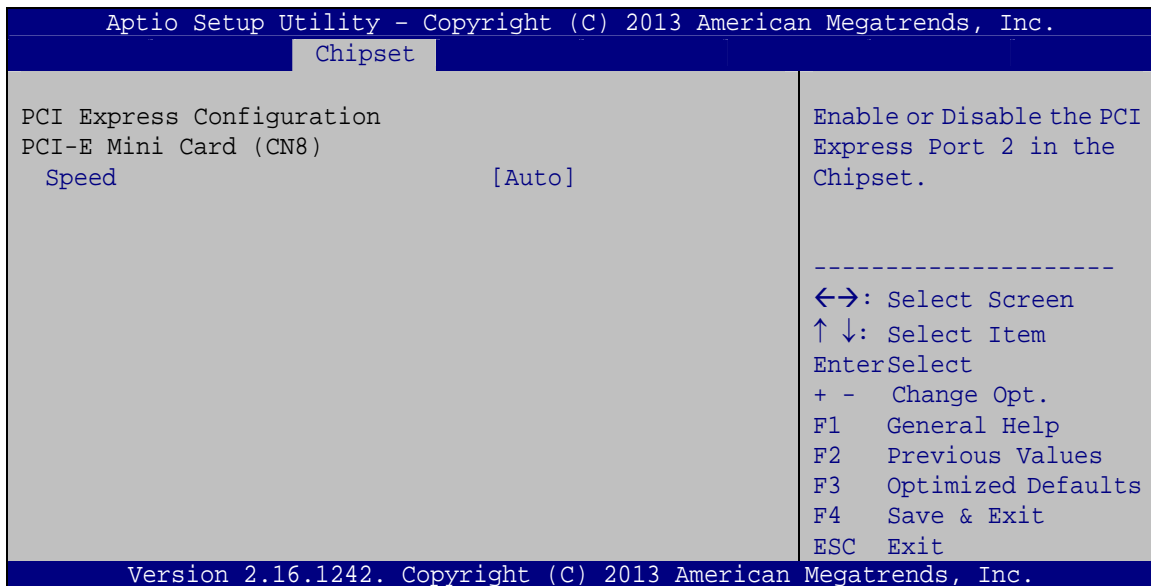 Aptio Setup Utility – Copyright (C) 2013 American Megatrends, Inc.
Chipset
PCI Express Configuration
PCI-E Mini Card (CN8)
Speed [Auto]
Enable or Disable the PCI
Express Port 2 in the
Chipset.
---------------------
←→: Select Screen
↑ ↓: Select Item
EnterSelect
+ - Change Opt.
F1 General Help
F2 Previous Values
F3 Optimized Defaults
F4 Save & Exit
ESC Exit
Version 2.16.1242. Copyright (C) 2013 American Megatrends, Inc.